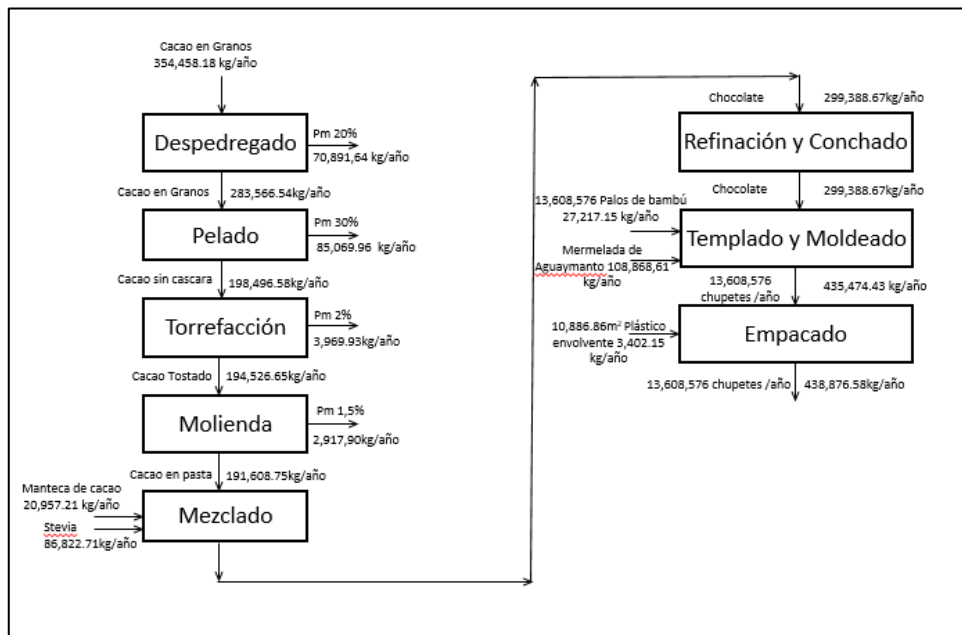 Cacao en Granos
354,458.18 kg/año
Despedregado
Pm 20%
70,891,64 kg/año
Cacao en Granos
283,566.54kg/año
Pelado
Pm 30%
85,069.96 kg/año
Cacao sin cascara
198,496.58kg/año
Torrefacción
Pm 2%
3,969.93kg/año
Cacao Tostado
194,526.65kg/año
Molienda
Pm 1,5%
2,917,90kg/año
Cacao en pasta
191,608.75kg/año
Manteca de cacao
20,957.21 kg/año
Stevia
86,822.71kg/año
Mezclado
Chocolate
299,388.67kg/año
Refinación y Conchado
Chocolate
299,388.67kg/año
13,608,576 Palos de bambú
27,217.15 kg/año
Mermelada de
Aguaymanto 108,868,61
kg/año
Templado y Moldeado
13,608,576
chupetes /año
435,474.43 kg/año
10,886.86m² Plástico
envolvente 3,402.15
kg/año
Empacado
13,608,576 chupetes /año
438,876.58kg/año